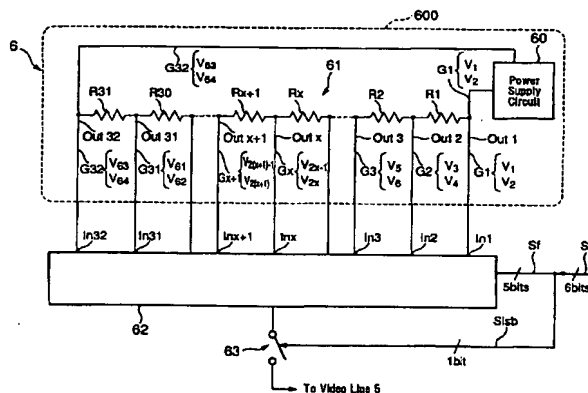 600
6
60
G32 { V63 V64
61
G1 { V1 V2
Power Supply Circuit
R31 R30 Rx+1 Rx R2 R1
Out 32 Out 31 Out x+1 Out x Out 3 Out 2 Out 1
G32 { V63 V64 G31 { V61 V62 Gx+1 { V2(x+1)-1 V2(x+1) Gx { V2x-1 V2x G3 { V5 V6 G2 { V3 V4 G1 { V1 V2
In32 In31 Inx+1 Inx In3 In2 In1
Sf
5bits
6bits
62
63
Slsb
1bit
To Video Line 5